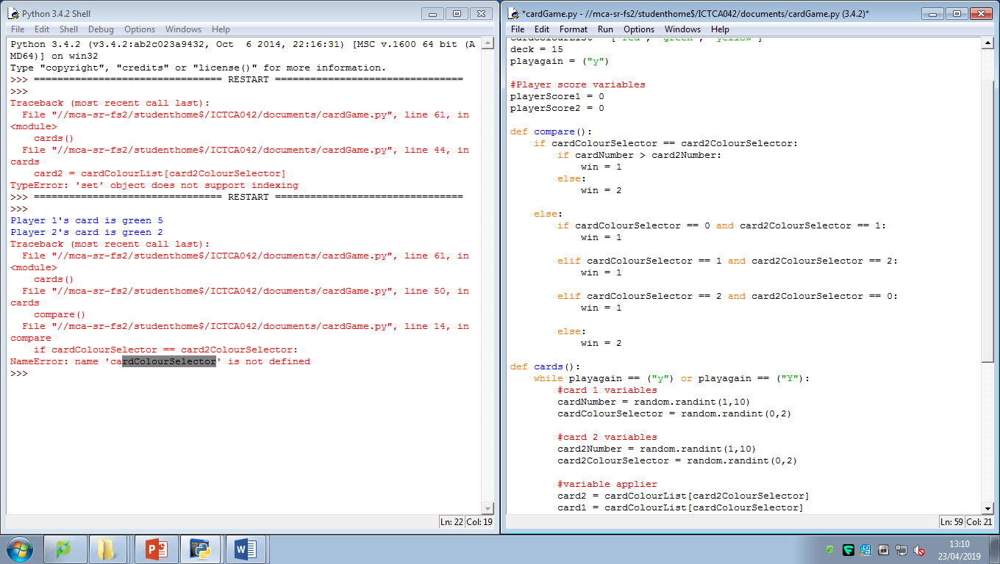 Python 3.4.2 Shell
File Edit Shell Debug Options Windows Help
Python 3.4.2 (v3.4.2:ab2c023a9432, Oct  6 2014, 22:16:31) [MSC v.1600 64 bit (A
MD64)] on win32
Type "copyright", "credits" or "license()" for more information.
>>> ================================ RESTART ================================
>>>
Traceback (most recent call last):
  File "//mca-sr-fs2/studenthome$/ICTCA042/documents/cardGame.py", line 61, in
<module>
    cards()
  File "//mca-sr-fs2/studenthome$/ICTCA042/documents/cardGame.py", line 44, in
cards
    card2 = cardColourList[card2ColourSelector]
TypeError: 'set' object does not support indexing
>>> ================================ RESTART ================================
>>>
Player 1's card is green 5
Player 2's card is green 2
Traceback (most recent call last):
  File "//mca-sr-fs2/studenthome$/ICTCA042/documents/cardGame.py", line 61, in
<module>
    cards()
  File "//mca-sr-fs2/studenthome$/ICTCA042/documents/cardGame.py", line 50, in
cards
    compare()
  File "//mca-sr-fs2/studenthome$/ICTCA042/documents/cardGame.py", line 14, in
compare
    if cardColourSelector == card2ColourSelector:
NameError: name 'cardColourSelector' is not defined
>>>
Ln: 22 Col: 19
*cardGame.py - //mca-sr-fs2/studenthome$/ICTCA042/documents/cardGame.py (3.4.2)*
File Edit Format Run Options Windows Help
cardColourList = ["red", "green", "yellow"]
deck = 15
playagain = ("y")
#Player score variables
playerScore1 = 0
playerScore2 = 0
def compare():
    if cardColourSelector == card2ColourSelector:
        if cardNumber > card2Number:
            win = 1
        else:
            win = 2
    else:
        if cardColourSelector == 0 and card2ColourSelector == 1:
            win = 1
        elif cardColourSelector == 1 and card2ColourSelector == 2:
            win = 1
        elif cardColourSelector == 2 and card2ColourSelector == 0:
            win = 1
        else:
            win = 2
def cards():
    while playagain == ("y") or playagain == ("Y"):
        #card 1 variables
        cardNumber = random.randint(1,10)
        cardColourSelector = random.randint(0,2)
        #card 2 variables
        card2Number = random.randint(1,10)
        card2ColourSelector = random.randint(0,2)
        #variable applier
        card2 = cardColourList[card2ColourSelector]
        card1 = cardColourList[cardColourSelector]
Ln: 59 Col: 21
13:10
23/04/2019